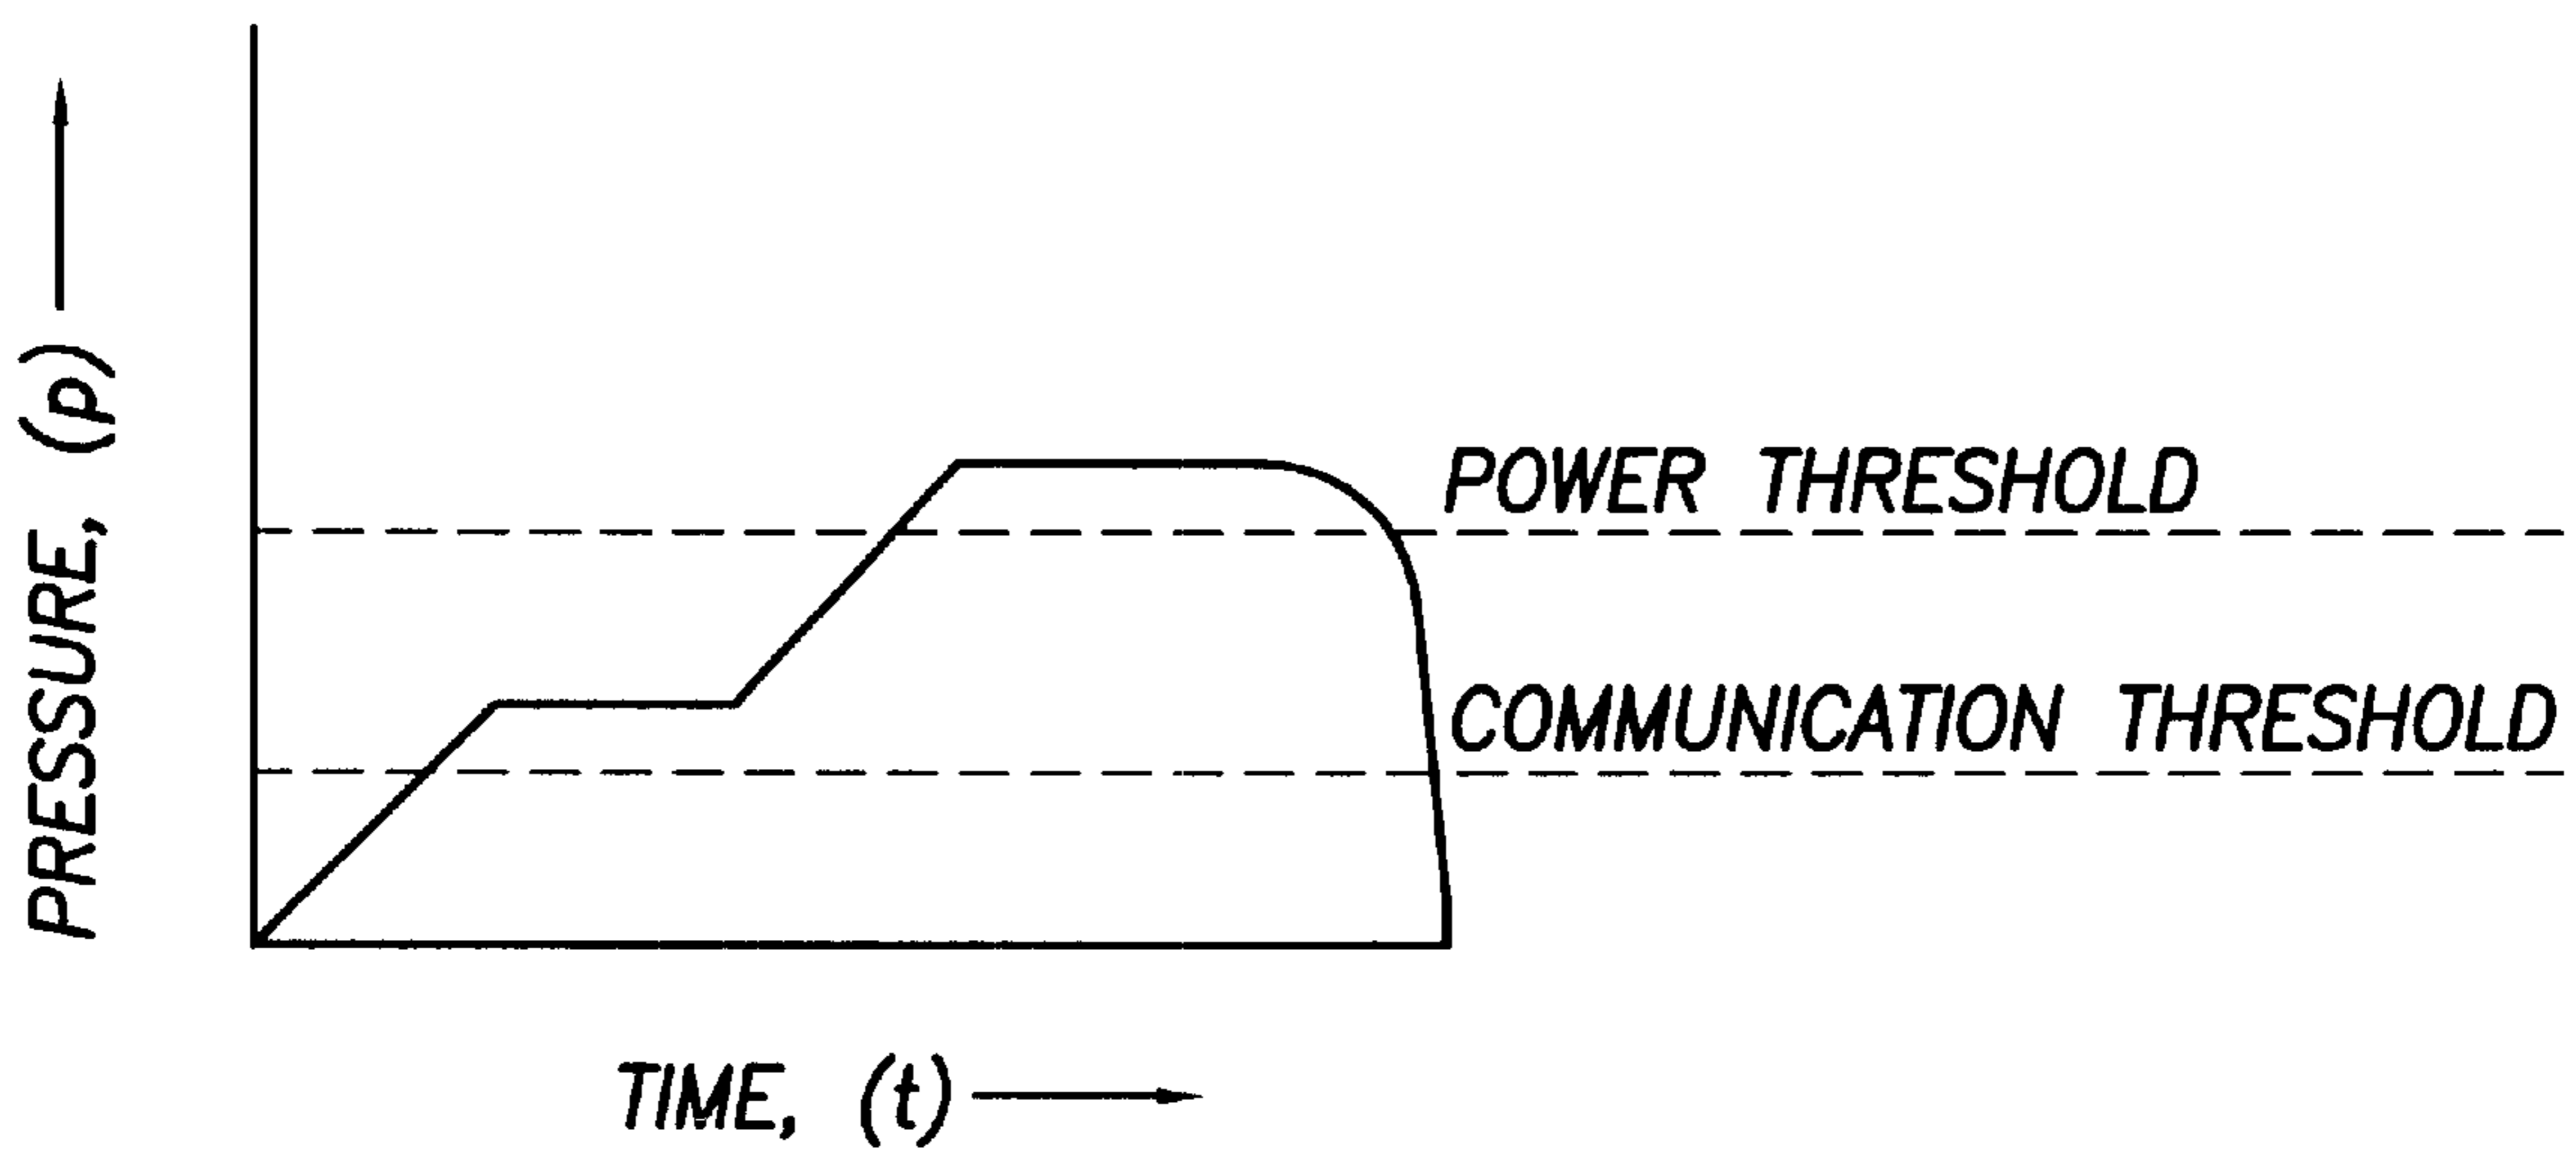 PRESSURE, (p)
POWER THRESHOLD
COMMUNICATION THRESHOLD
TIME, (t)